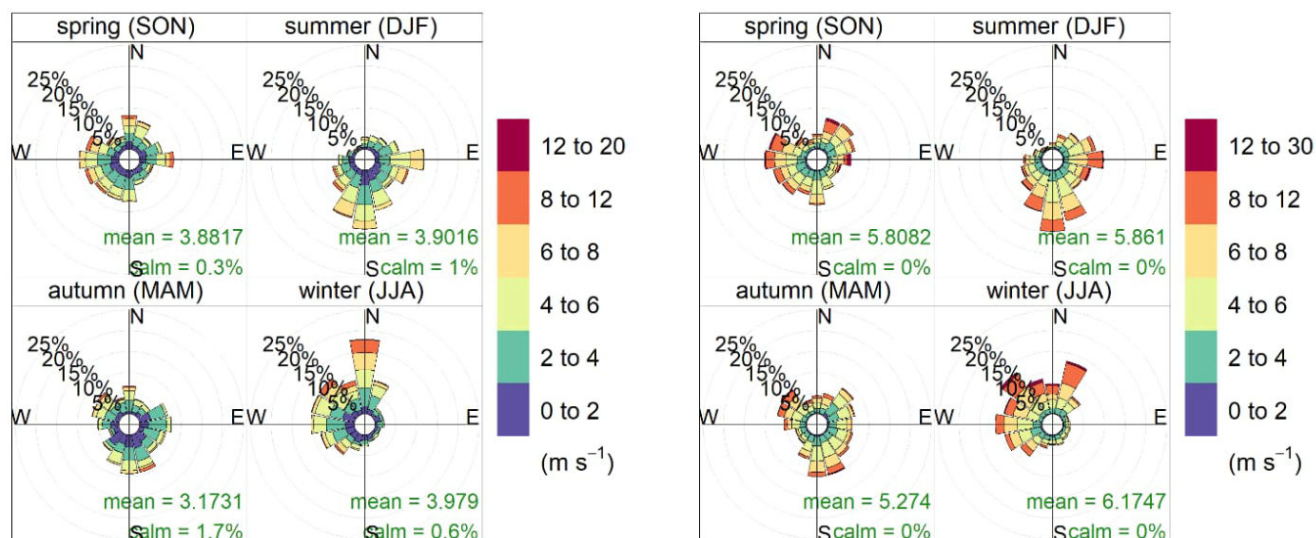 spring (SON)
summer (DJF)
N
N
25%
20%
15%
10%
5%
25%
20%
15%
10%
5%
W
E
W
E
mean = 3.8817
mean = 3.9016
S
calm = 0.3%
S
calm = 1%
autumn (MAM)
winter (JJA)
N
N
25%
20%
15%
10%
5%
25%
20%
15%
10%
5%
W
E
W
E
mean = 3.1731
mean = 3.979
S
calm = 1.7%
S
calm = 0.6%
12 to 20
8 to 12
6 to 8
4 to 6
2 to 4
0 to 2
(m s⁻¹)
spring (SON)
summer (DJF)
N
N
25%
20%
15%
10%
5%
25%
20%
15%
10%
5%
W
E
W
E
mean = 5.8082
mean = 5.861
S
calm = 0%
S
calm = 0%
autumn (MAM)
winter (JJA)
N
N
25%
20%
15%
10%
5%
25%
20%
15%
10%
5%
W
E
W
E
mean = 5.274
mean = 6.1747
S
calm = 0%
S
calm = 0%
12 to 30
8 to 12
6 to 8
4 to 6
2 to 4
0 to 2
(m s⁻¹)